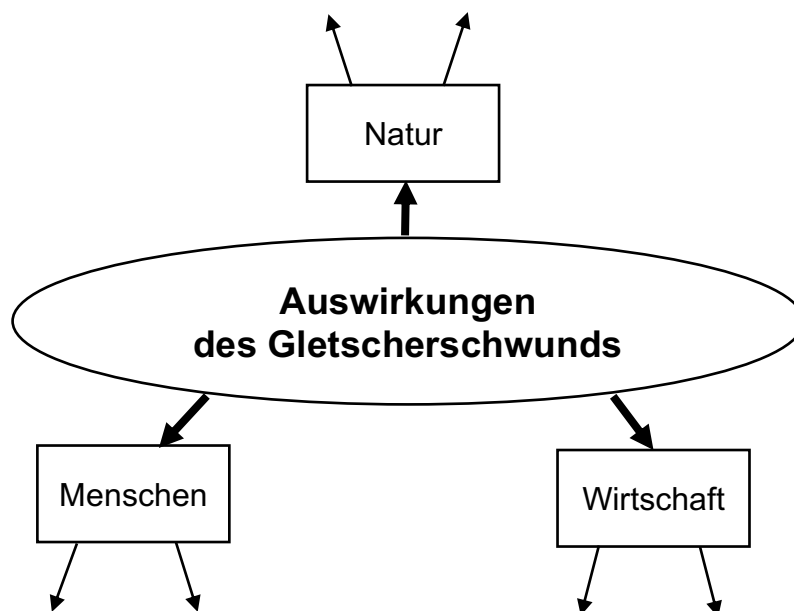 Natur
Auswirkungen
des Gletscherschwunds
Menschen
Wirtschaft